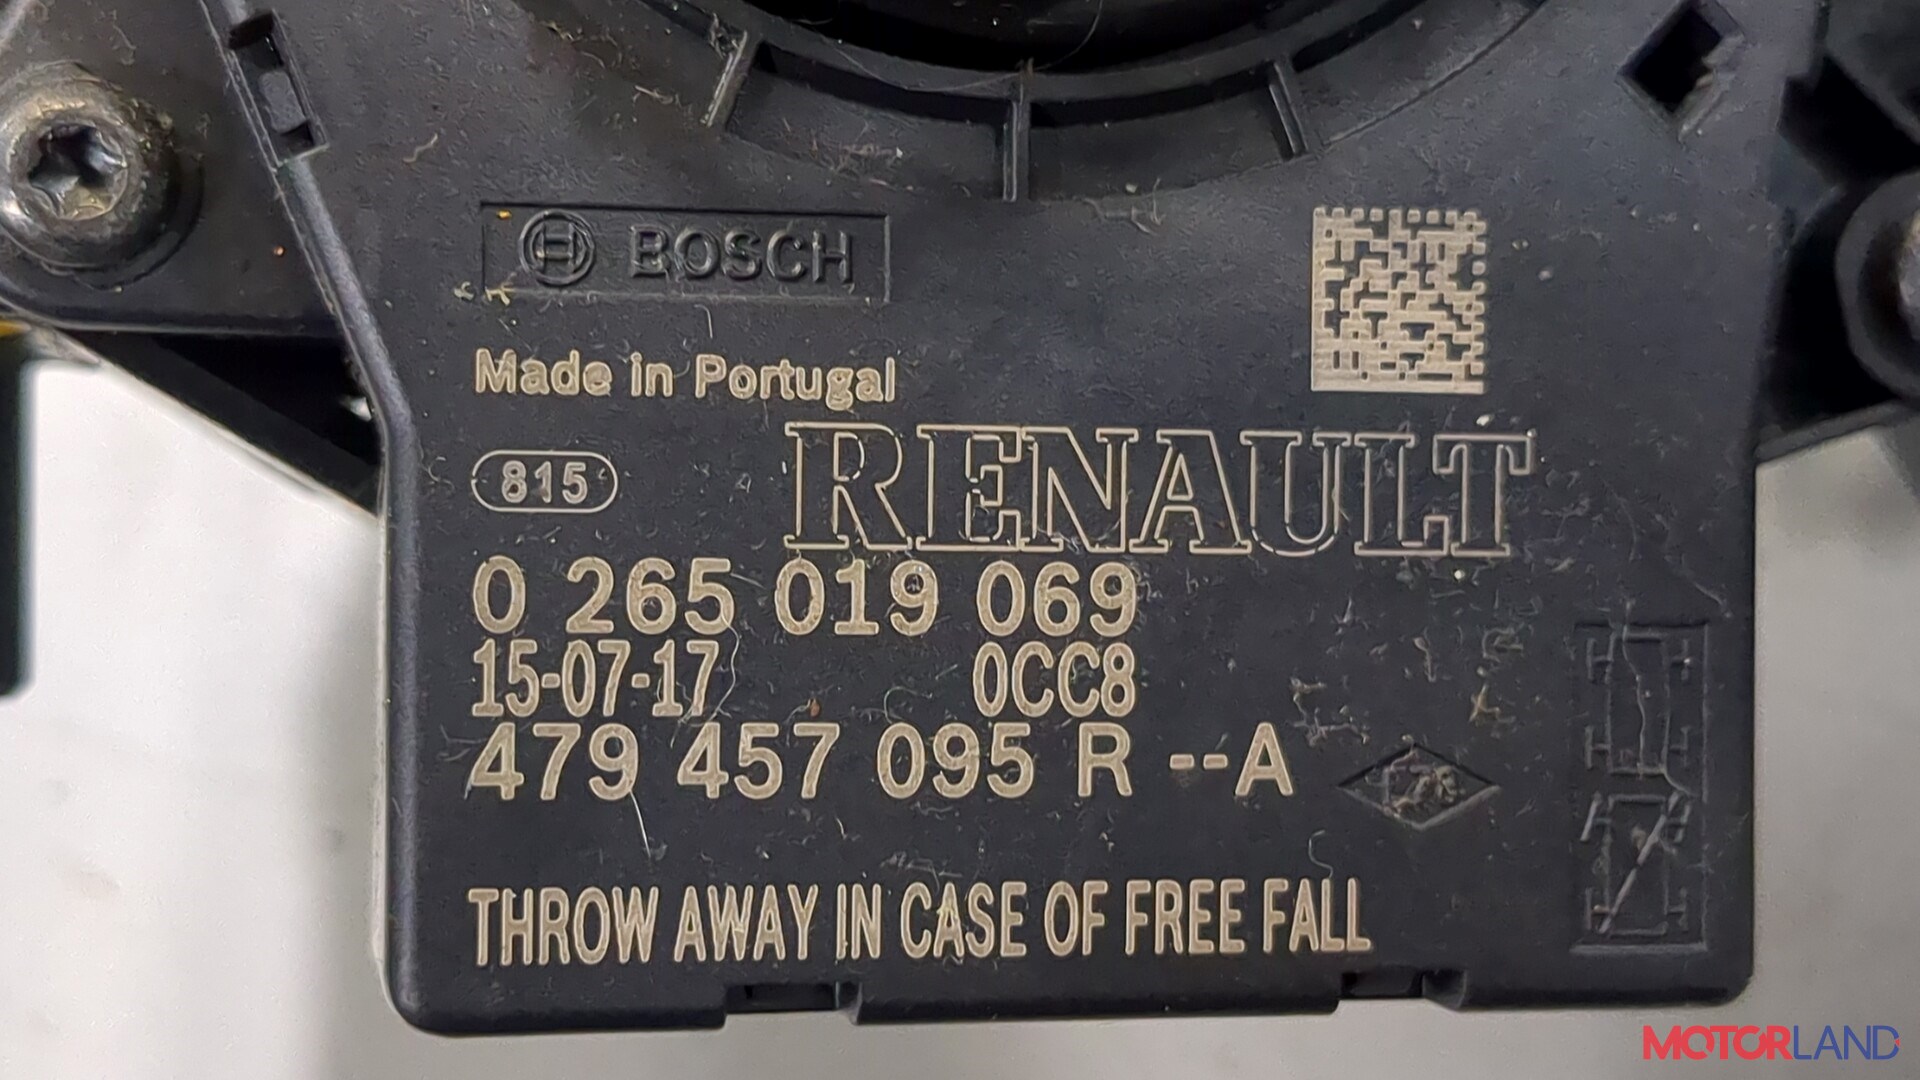 BOSCH
Made in Portugal
815
RENAULT
0 265 019 069
15-07-17 0CC8
479 457 095 R --A
THROW AWAY IN CASE OF FREE FALL
MOTORLAND